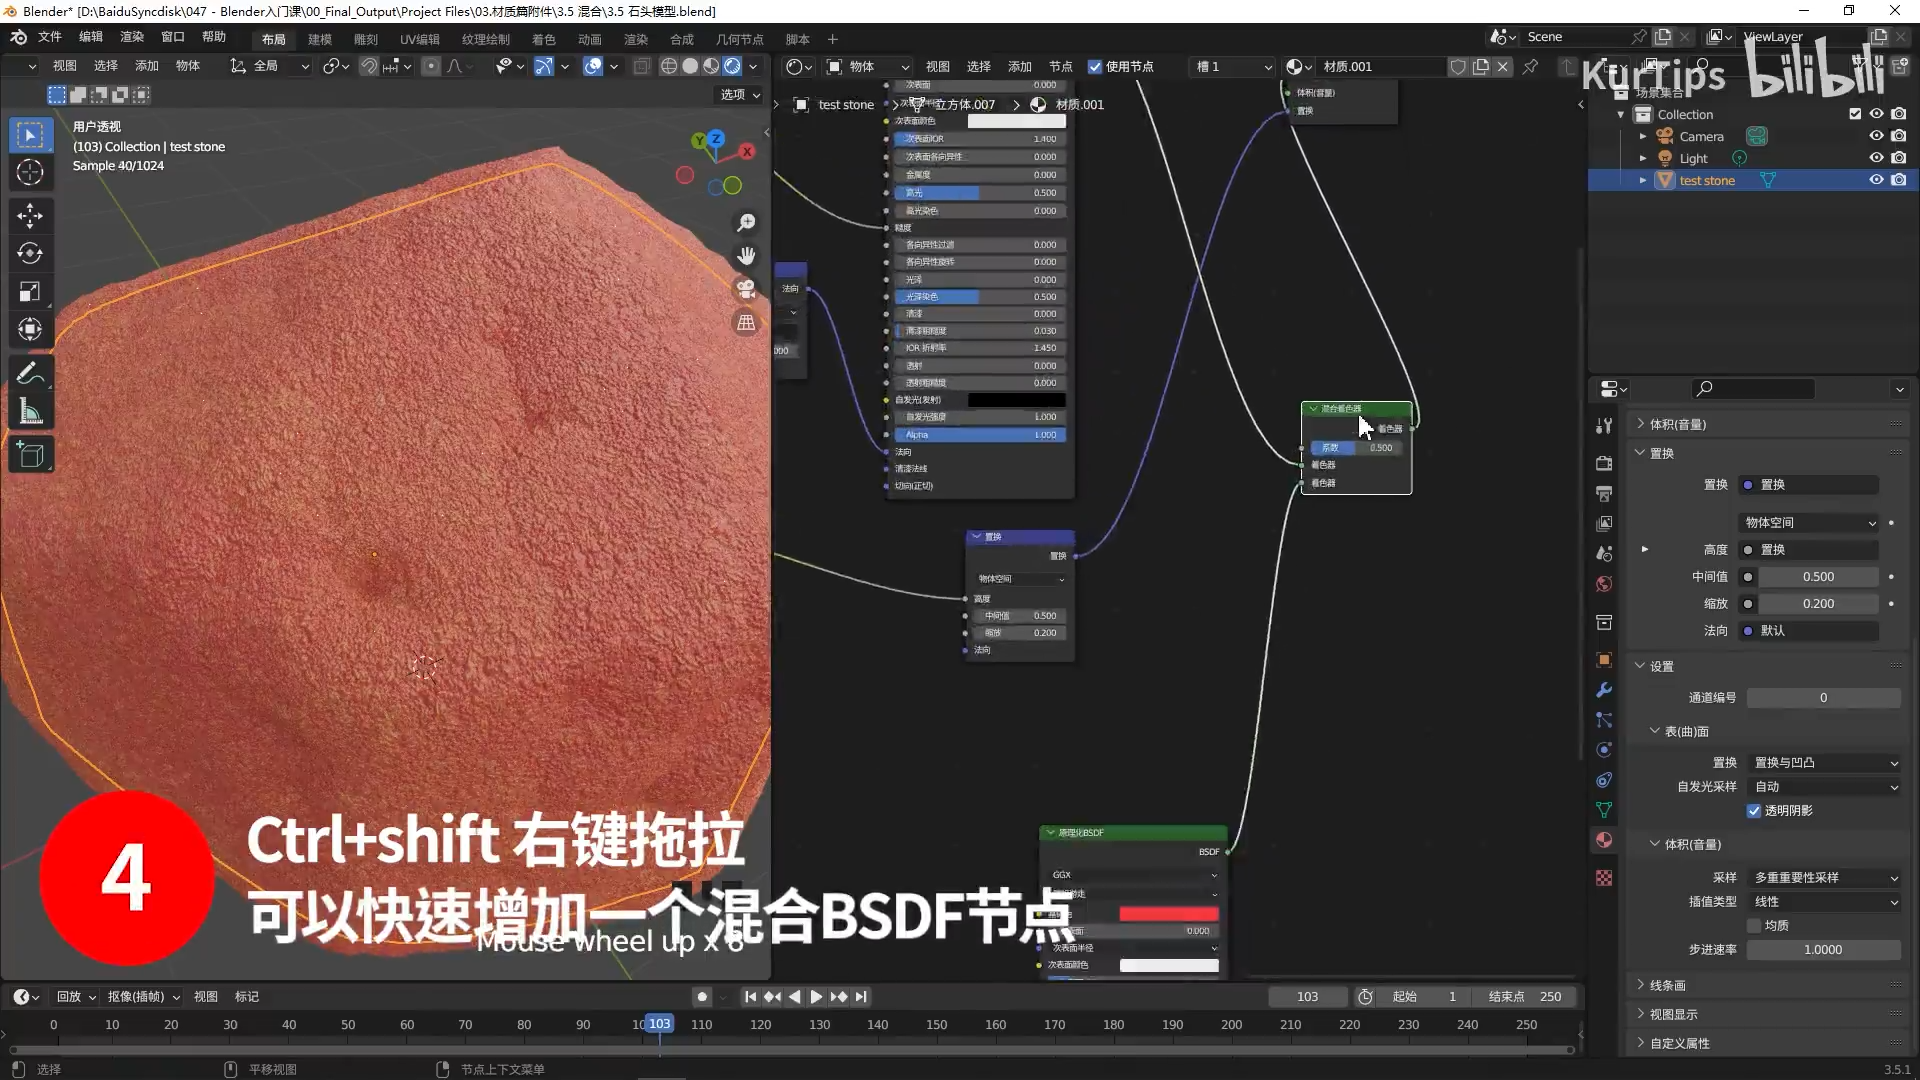 Blender* [D:\BaiduSyncdisk\047 - Blender入门课\00_Final_Output\Project Files\03.材质篇附件\3.5 混合\3.5 石头模型.blend]
文件 编辑 渲染 窗口 帮助 布局 建模 雕刻 UV编辑 纹理绘制 着色 动画 渲染 合成 几何节点 脚本 +
Scene
ViewLayer
视图 选择 添加 物体 全局
物体 视图 选择 添加 节点 使用节点 槽 1 材质.001
KurTips bilibili
选项
test stone > 立方体.007 > 材质.001
用户透视
(103) Collection | test stone
Sample 40/1024
次表面 0.000
次表面颜色
次表面IOR 1.400
次表面各向异性 0.000
金属度 0.000
高光 0.500
高光染色 0.000
糙度
各向异性过滤 0.000
各向异性旋转 0.000
光泽 0.000
光泽染色 0.500
清漆 0.000
清漆粗糙度 0.030
IOR 折射率 1.450
透射 0.000
透射粗糙度 0.000
自发光(发射)
自发光强度 1.000
Alpha 1.000
法向
清漆法线
切向(正切)
法向
体积(音量)
置换
混合着色器
着色器
系数 0.500
着色器
着色器
置换
置换
物体空间
高度
中间值 0.500
缩放 0.200
法向
原理化BSDF
BSDF
GGX
0.000
次表面半径
次表面颜色
4
Ctrl+shift 右键拖拉
可以快速增加一个混合BSDF节点
Mouse wheel up x 8
场景集合
Collection
Camera
Light
test stone
体积(音量)
置换
置换 置换
物体空间
高度 置换
中间值 0.500
缩放 0.200
法向 默认
设置
通道编号 0
表(曲)面
置换 置换与凹凸
自发光采样 自动
透明阴影
体积(音量)
采样 多重重要性采样
插值类型 线性
均质
步进速率 1.0000
线条画
视图显示
自定义属性
回放 抠像(插帧) 视图 标记
103 起始 1 结束点 250
0 10 20 30 40 50 60 70 80 90 103 110 120 130 140 150 160 170 180 190 200 210 220 230 240 250
选择 平移视图 节点上下文菜单
3.5.1